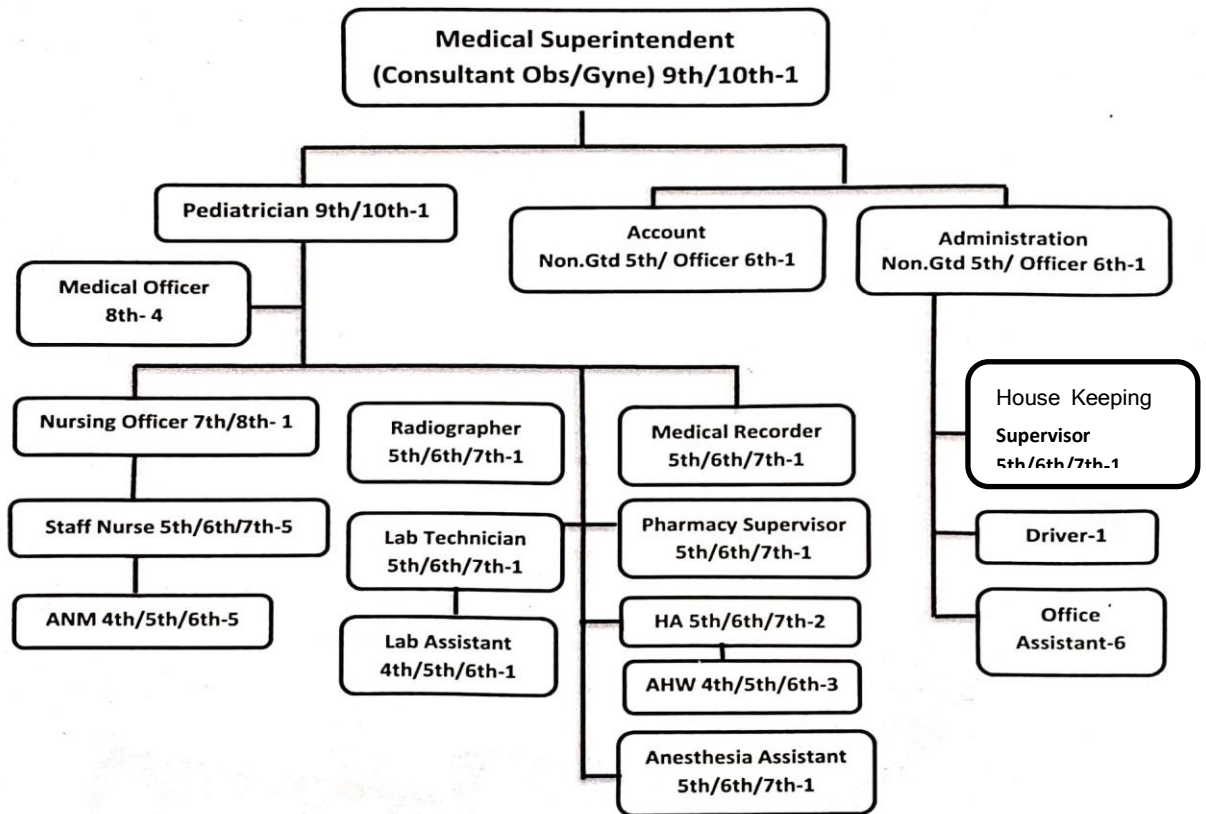 Medical Superintendent
(Consultant Obs/Gyne) 9th/10th-1
Pediatrician 9th/10th-1
Account
Non.Gtd 5th/ Officer 6th-1
Administration
Non.Gtd 5th/ Officer 6th-1
Medical Officer
8th- 4
Nursing Officer 7th/8th- 1
Radiographer
5th/6th/7th-1
Medical Recorder
5th/6th/7th-1
House Keeping
Supervisor
5th/6th/7th-1
Staff Nurse 5th/6th/7th-5
Lab Technician
5th/6th/7th-1
Pharmacy Supervisor
5th/6th/7th-1
Driver-1
ANM 4th/5th/6th-5
Lab Assistant
4th/5th/6th-1
HA 5th/6th/7th-2
AHW 4th/5th/6th-3
Office
Assistant-6
Anesthesia Assistant
5th/6th/7th-1